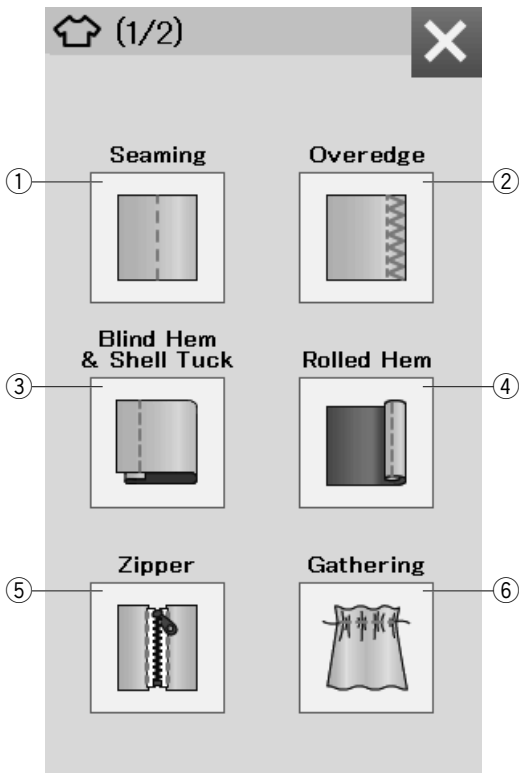 (1/2)
Seaming
Overedge
① ②
Blind Hem
& Shell Tuck
Rolled Hem
③ ④
Zipper
Gathering
⑤ ⑥